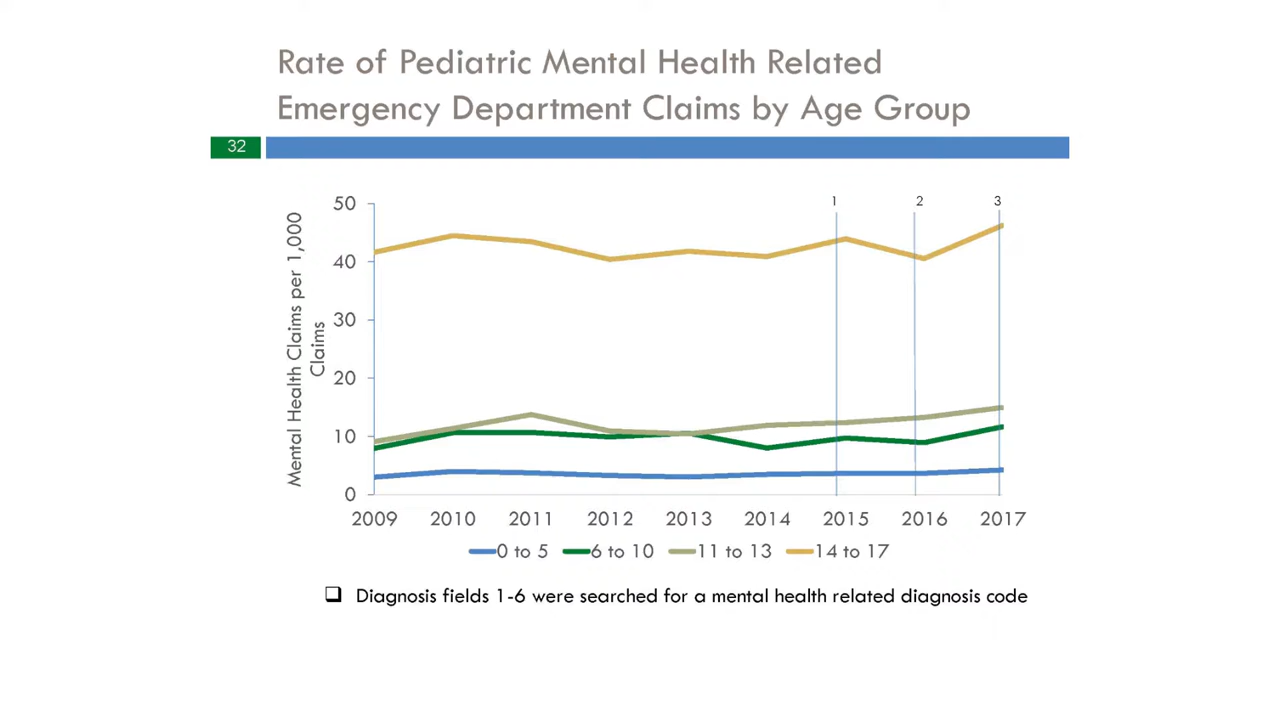 Rate of Pediatric Mental Health Related
Emergency Department Claims by Age Group
32
Mental Health Claims per 1,000
Claims
50
40
30
20
10
0
1
2
3
2009 2010 2011 2012 2013 2014 2015 2016 2017
0 to 5 6 to 10 11 to 13 14 to 17
Diagnosis fields 1-6 were searched for a mental health related diagnosis code